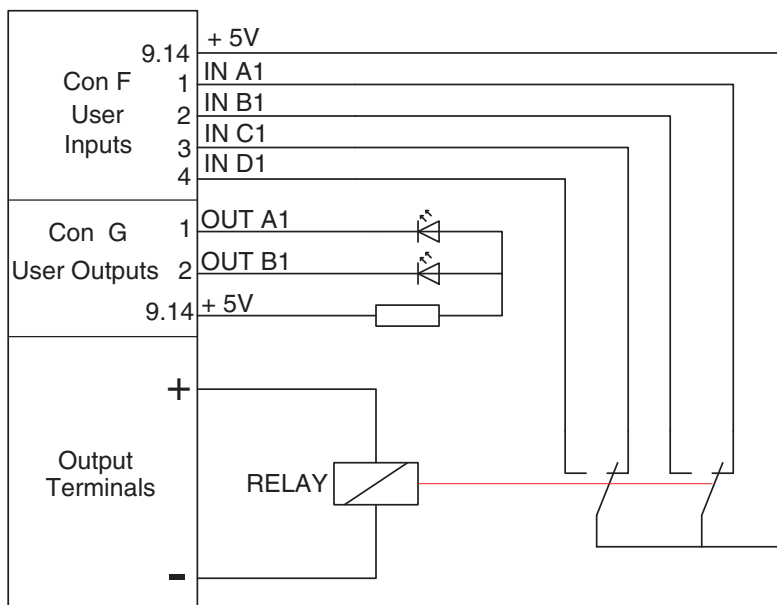 9.14 + 5V
Con F
User
Inputs
1 IN A1
2 IN B1
3 IN C1
4 IN D1
Con G
User Outputs
1 OUT A1
2 OUT B1
9.14 + 5V
Output
Terminals
+
-
RELAY